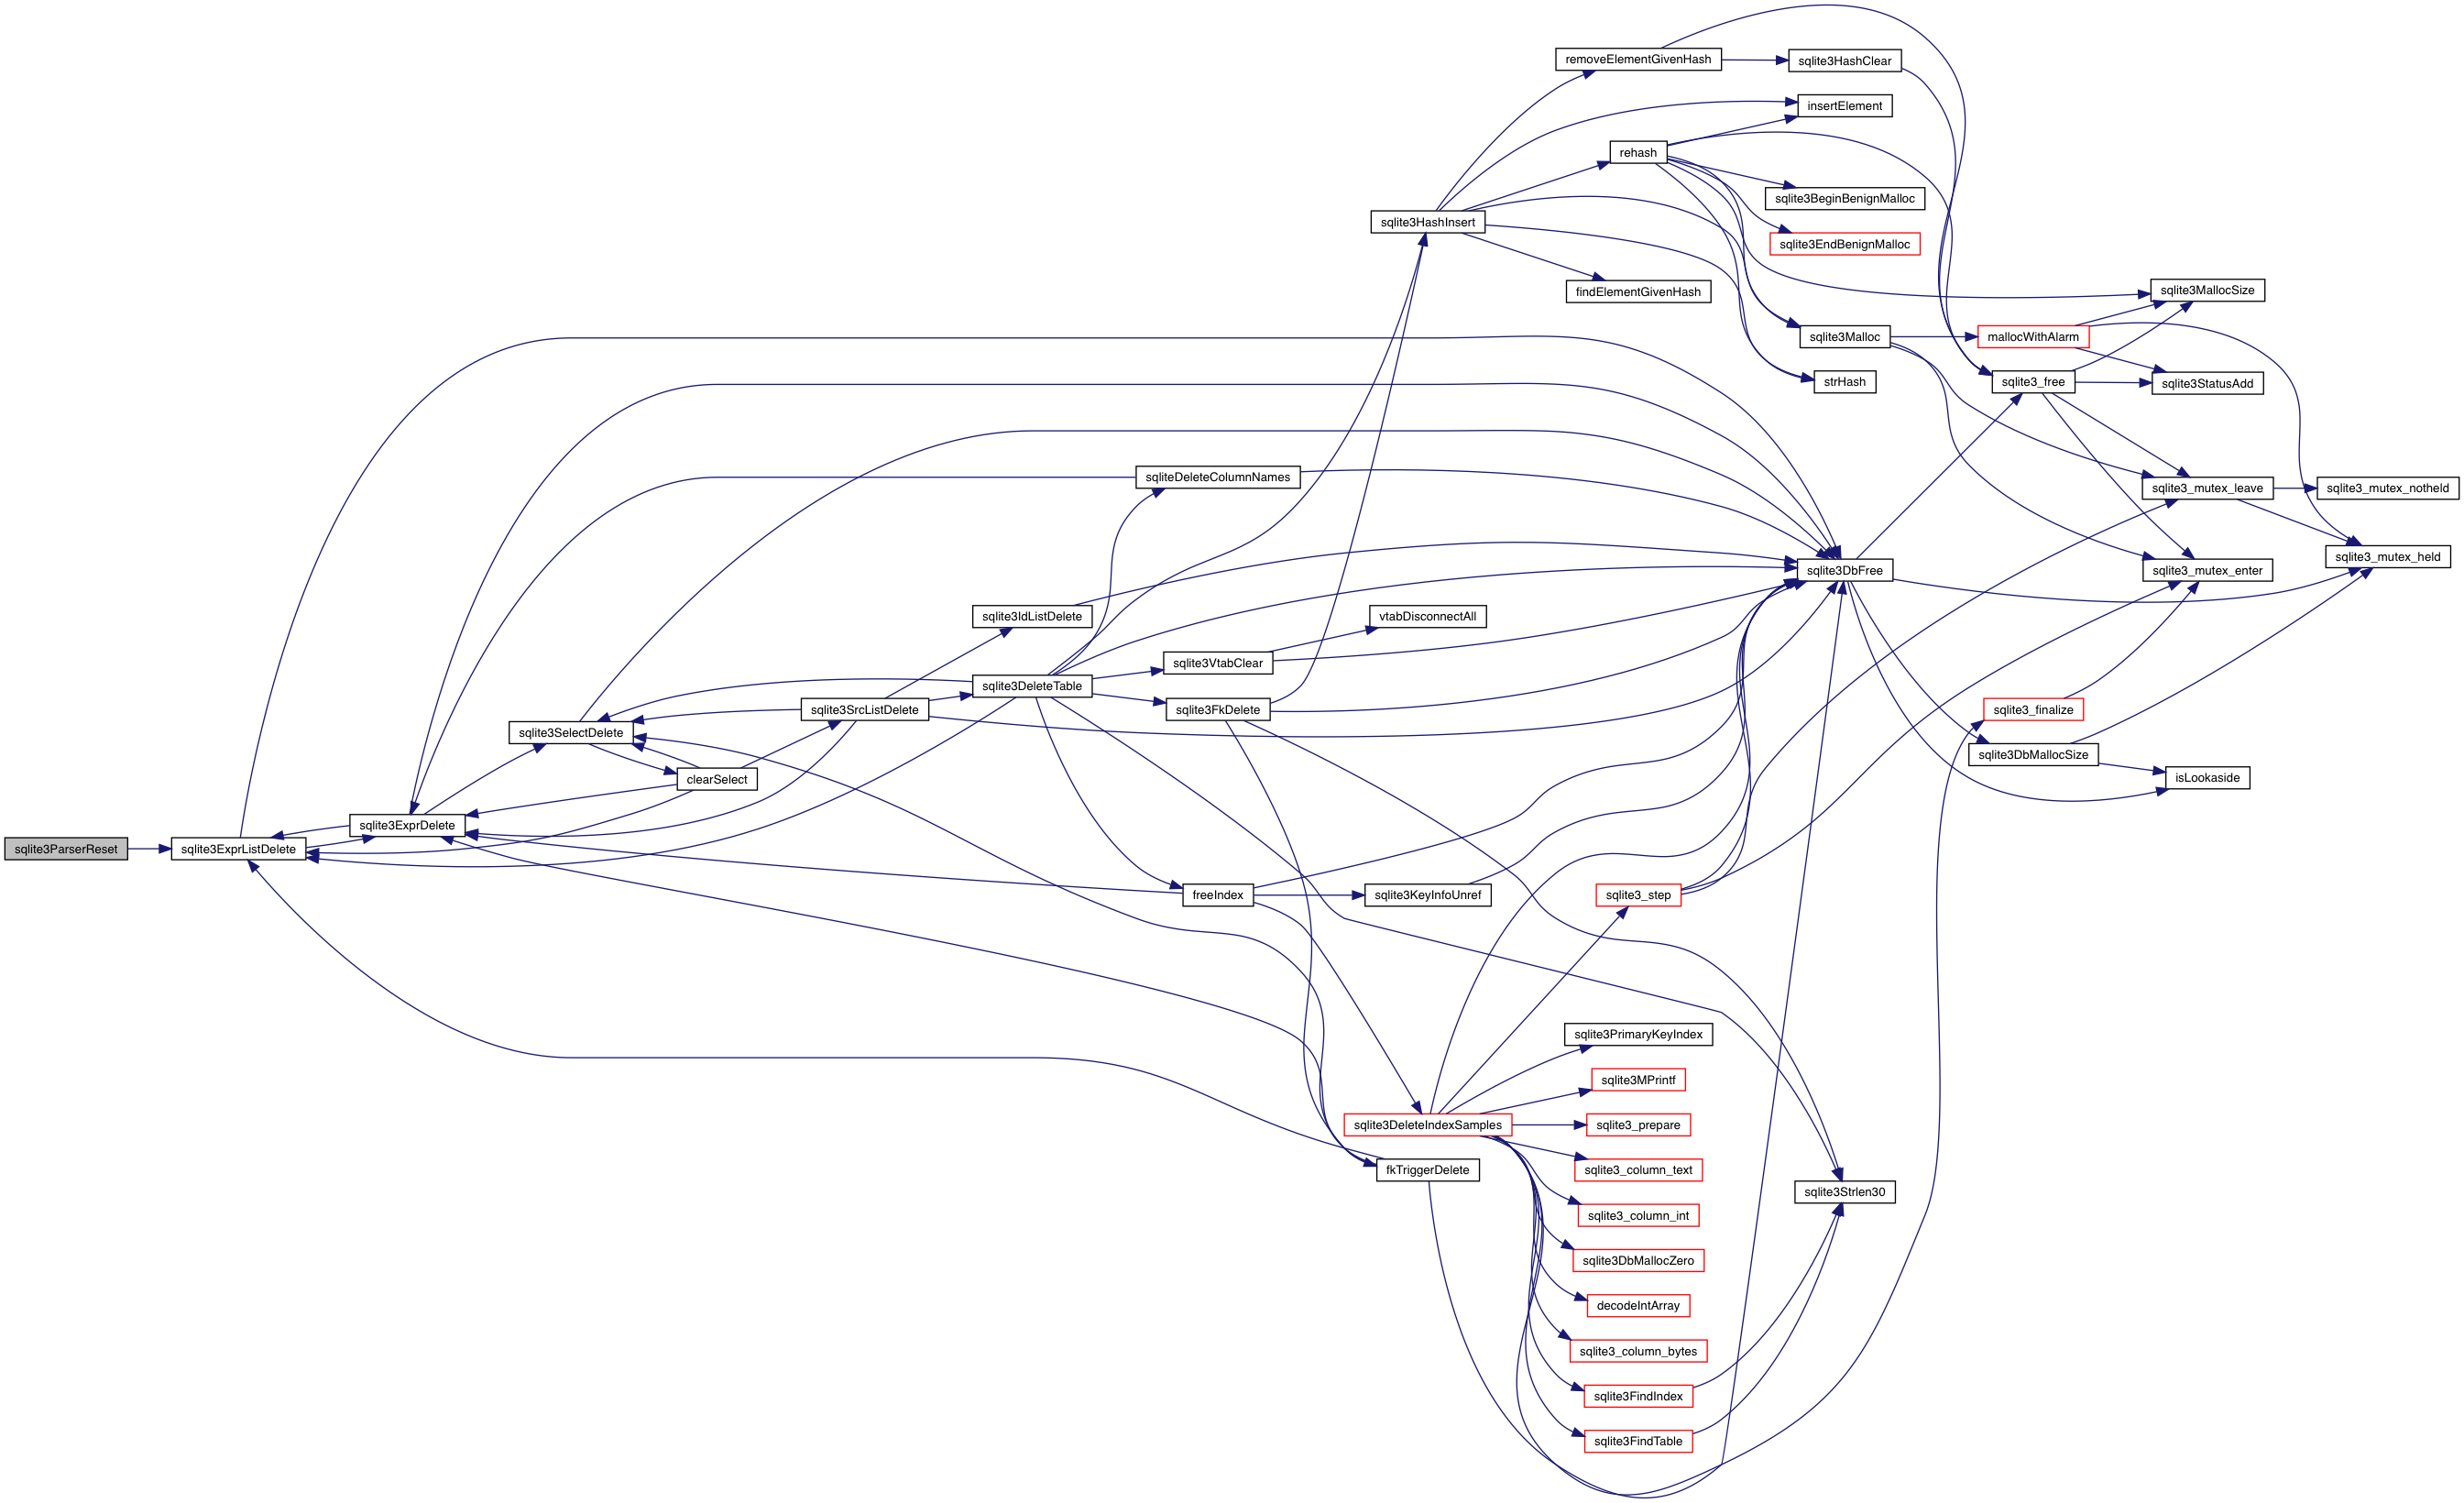 removeElementGivenHash
sqlite3HashClear
insertElement
rehash
sqlite3BeginBenignMalloc
sqlite3HashInsert
sqlite3EndBenignMalloc
findElementGivenHash
sqlite3MallocSize
sqlite3Malloc
mallocWithAlarm
strHash
sqlite3_free
sqlite3StatusAdd
sqliteDeleteColumnNames
sqlite3_mutex_leave
sqlite3_mutex_notheld
sqlite3_mutex_held
sqlite3DbFree
sqlite3_mutex_enter
sqlite3IdListDelete
vtabDisconnectAll
sqlite3VtabClear
sqlite3DeleteTable
sqlite3SrcListDelete
sqlite3FkDelete
sqlite3_finalize
sqlite3SelectDelete
sqlite3DbMallocSize
clearSelect
isLookaside
sqlite3ExprDelete
sqlite3ParserReset
sqlite3ExprListDelete
freeIndex
sqlite3KeyInfoUnref
sqlite3_step
sqlite3PrimaryKeyIndex
sqlite3MPrintf
sqlite3DeleteIndexSamples
sqlite3_prepare
fkTriggerDelete
sqlite3_column_text
sqlite3Strlen30
sqlite3_column_int
sqlite3DbMallocZero
decodeIntArray
sqlite3_column_bytes
sqlite3FindIndex
sqlite3FindTable